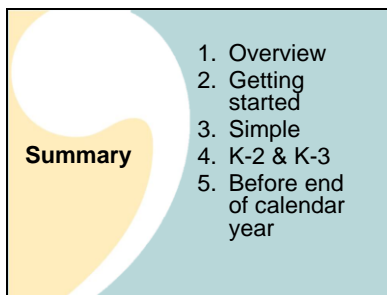 1. Overview
2. Getting
started
3. Simple
4. K-2 & K-3
5. Before end
of calendar
year
Summary